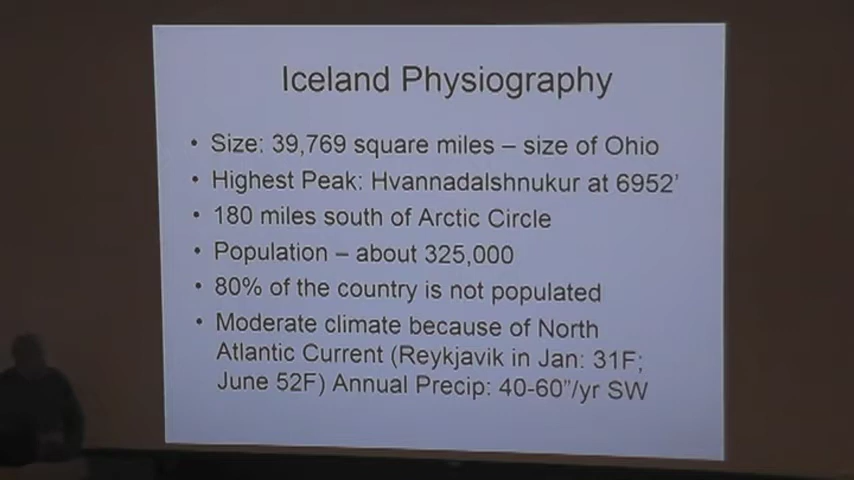 Iceland Physiography
• Size: 39,769 square miles – size of Ohio
• Highest Peak: Hvannadalshnukur at 6952'
• 180 miles south of Arctic Circle
• Population – about 325,000
• 80% of the country is not populated
• Moderate climate because of North
Atlantic Current (Reykjavik in Jan: 31F;
June 52F) Annual Precip: 40-60"/yr SW